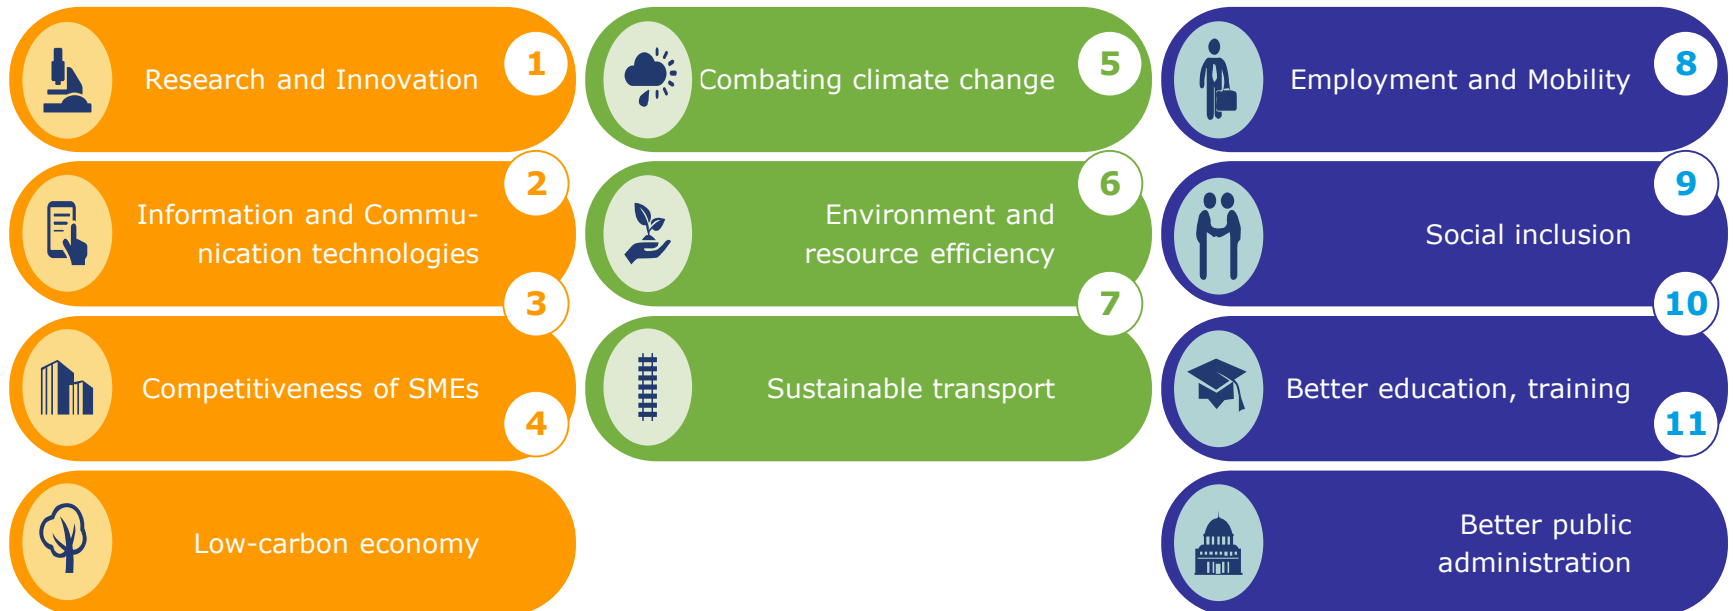 Research and Innovation
1
Information and Commu-
nication technologies
2
Competitiveness of SMEs
3
Low-carbon economy
4
Combating climate change
5
Environment and
resource efficiency
6
Sustainable transport
7
Employment and Mobility
8
Social inclusion
9
Better education, training
10
Better public
administration
11